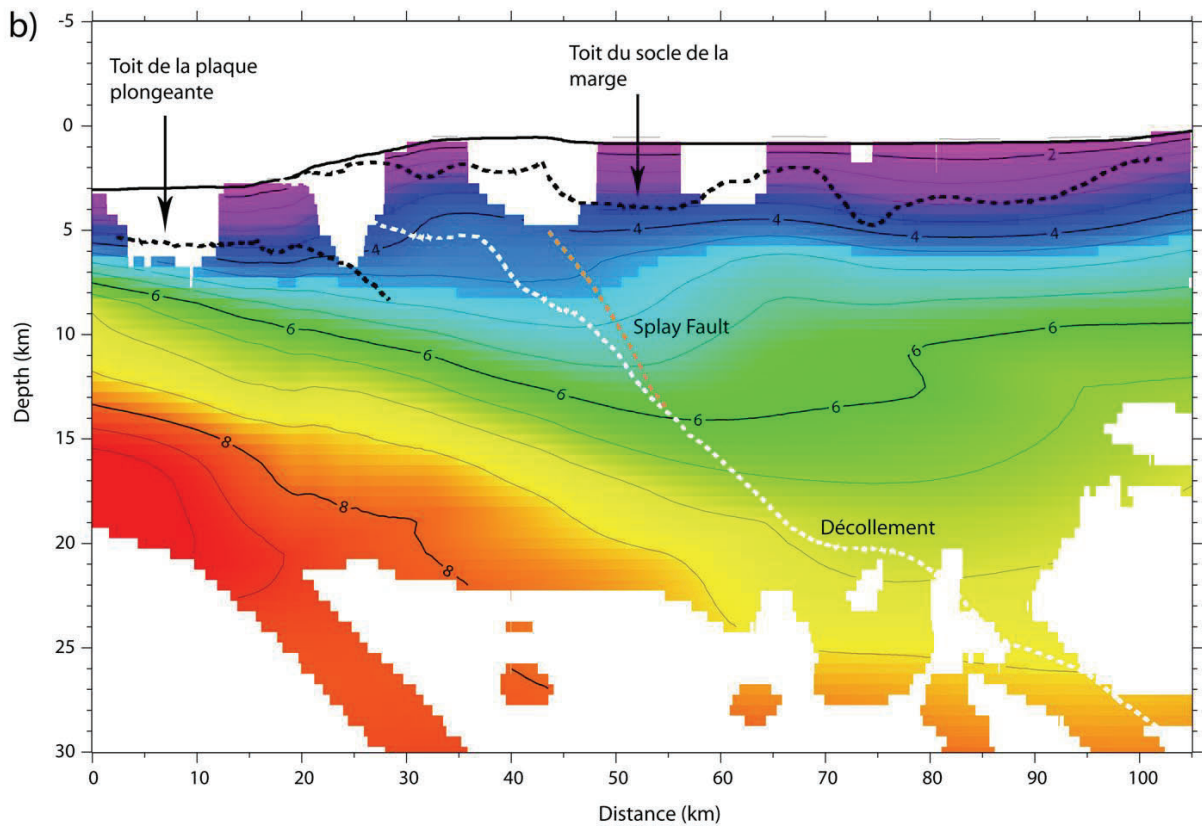 b)
-5
0
5
10
15
20
25
30
Depth (km)
Toit de la plaque
plongeante
Toit du socle de la
marge
2
4
4
4
4
6
6
6
6
6
6
8
8
8
Splay Fault
Décollement
0 10 20 30 40 50 60 70 80 90 100
Distance (km)